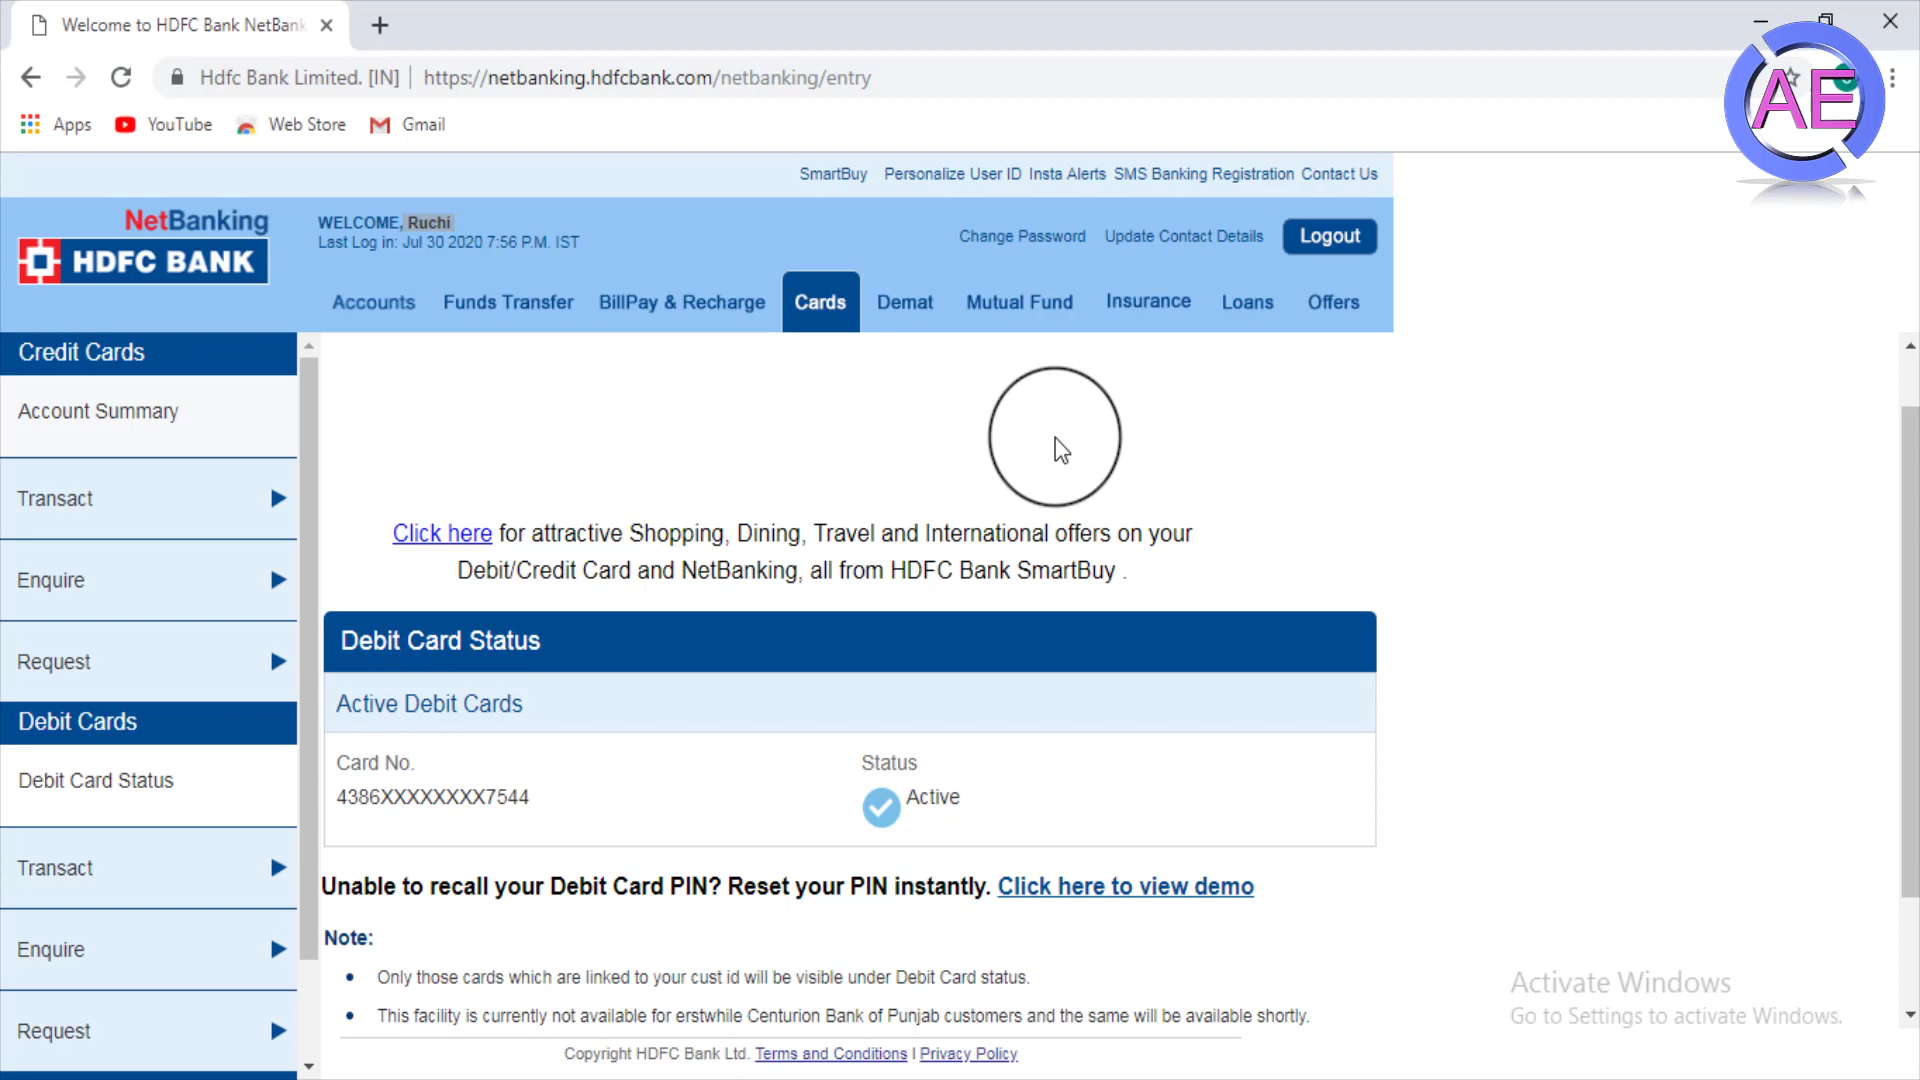 Welcome to HDFC Bank NetBank
Hdfc Bank Limited. [IN] https://netbanking.hdfcbank.com/netbanking/entry
Apps YouTube Web Store Gmail
AE
SmartBuy Personalize User ID Insta Alerts SMS Banking Registration Contact Us
NetBanking
HDFC BANK
WELCOME, Ruchi
Last Log in: Jul 30 2020 7:56 P.M. IST
Change Password Update Contact Details Logout
Accounts Funds Transfer BillPay & Recharge Cards Demat Mutual Fund Insurance Loans Offers
Credit Cards
Account Summary
Transact
Enquire
Request
Debit Cards
Debit Card Status
Transact
Enquire
Request
Click here for attractive Shopping, Dining, Travel and International offers on your
Debit/Credit Card and NetBanking, all from HDFC Bank SmartBuy .
Debit Card Status
Active Debit Cards
Card No. Status
4386XXXXXXXX7544 Active
Unable to recall your Debit Card PIN? Reset your PIN instantly. Click here to view demo
Note:
Only those cards which are linked to your cust id will be visible under Debit Card status.
This facility is currently not available for erstwhile Centurion Bank of Punjab customers and the same will be available shortly.
Copyright HDFC Bank Ltd. Terms and Conditions I Privacy Policy
Activate Windows
Go to Settings to activate Windows.